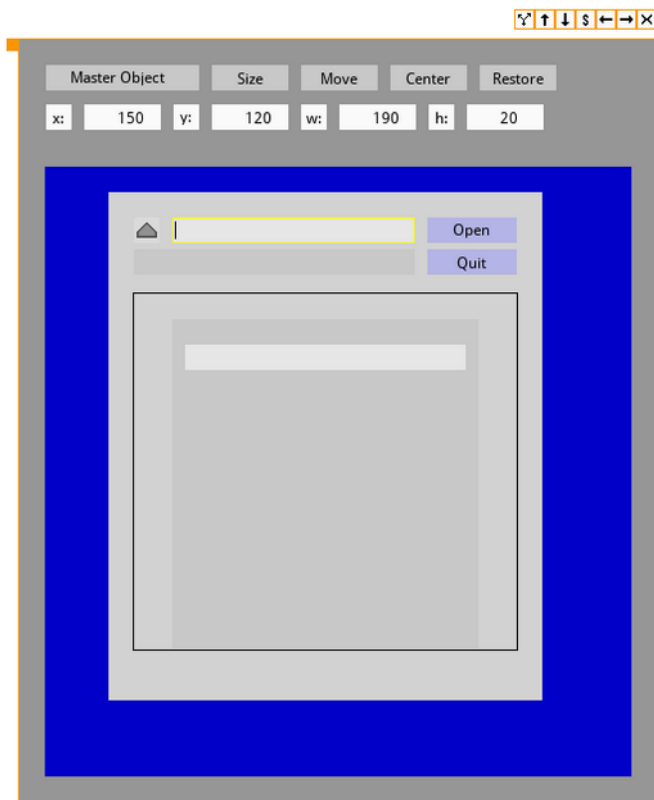 $
Master Object Size Move Center Restore
x: 150 y: 120 w: 190 h: 20
Open
Quit